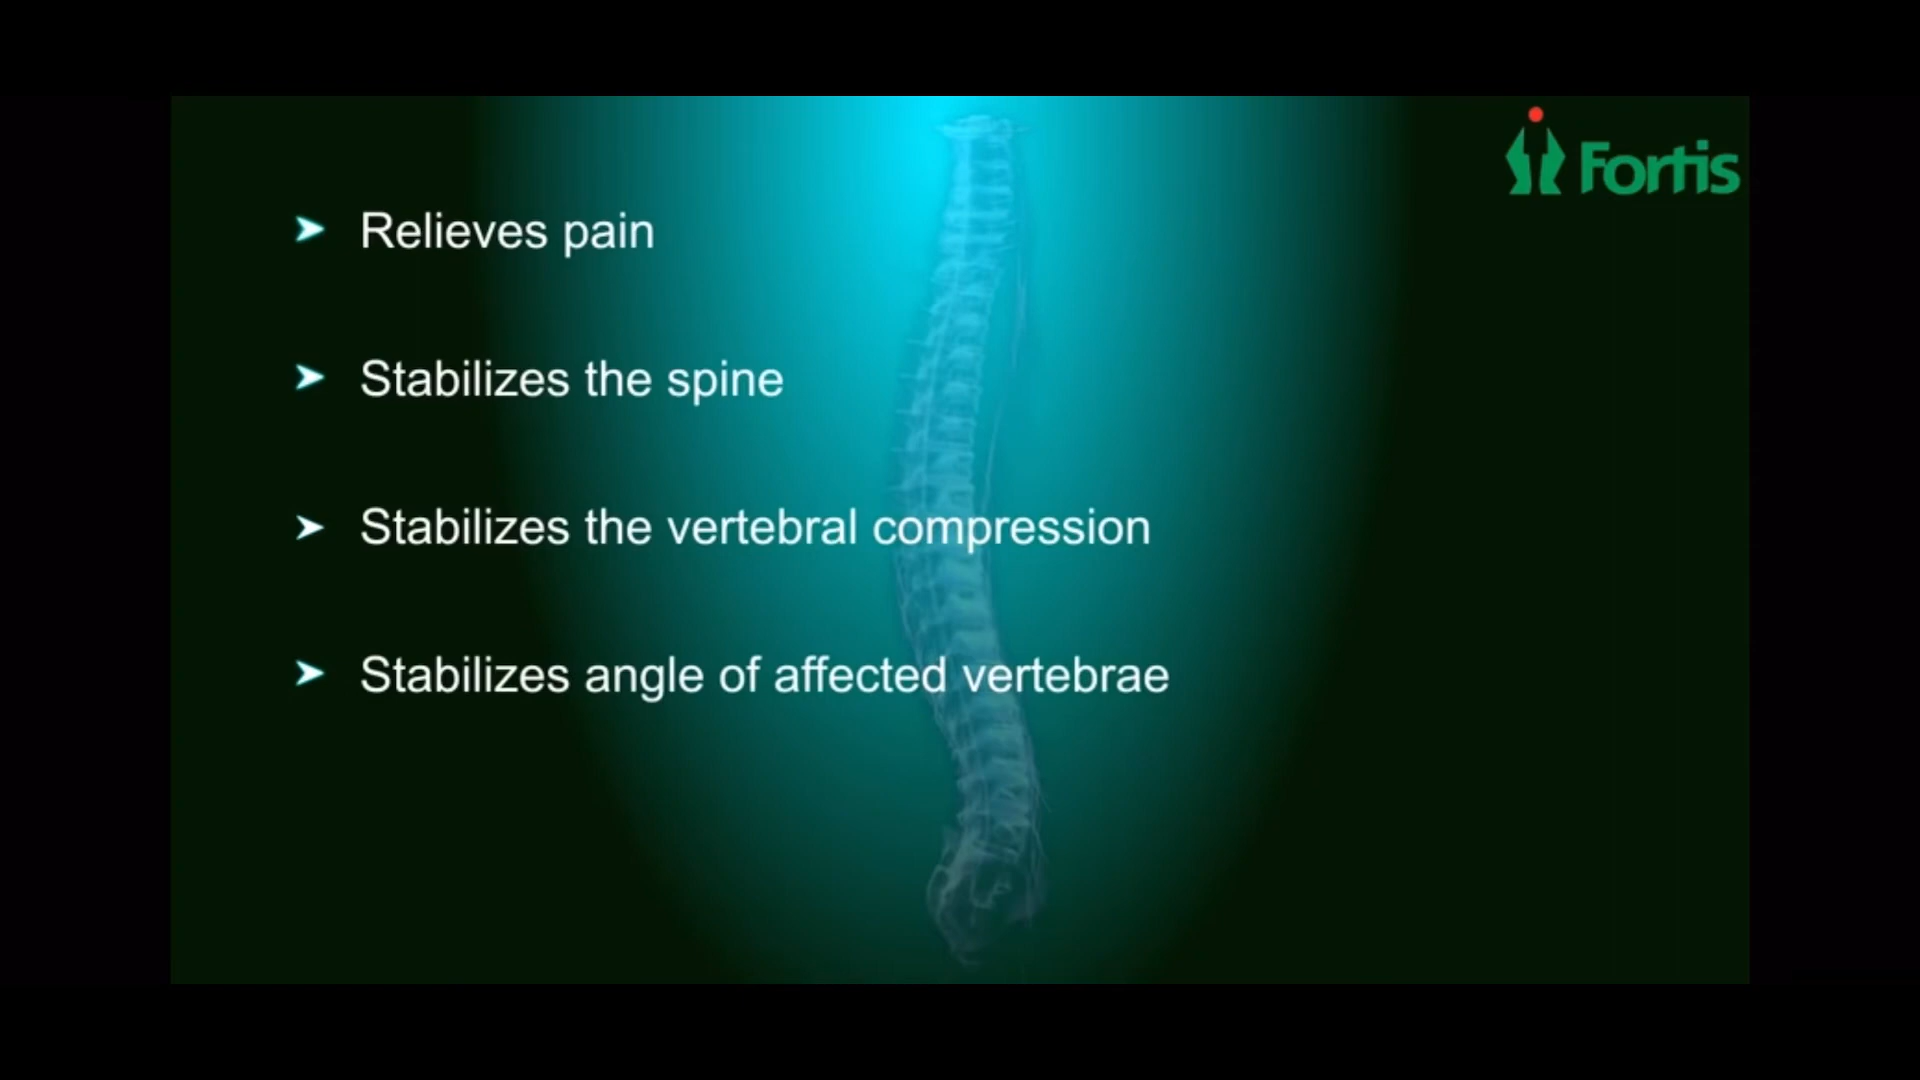 Fortis
Relieves pain
Stabilizes the spine
Stabilizes the vertebral compression
Stabilizes angle of affected vertebrae